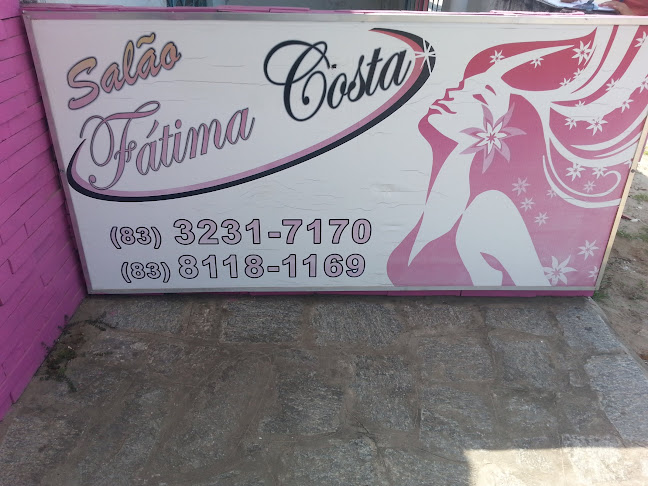 Salão
Fátima Costa
(83) 3231-7170
(83) 8118-1169